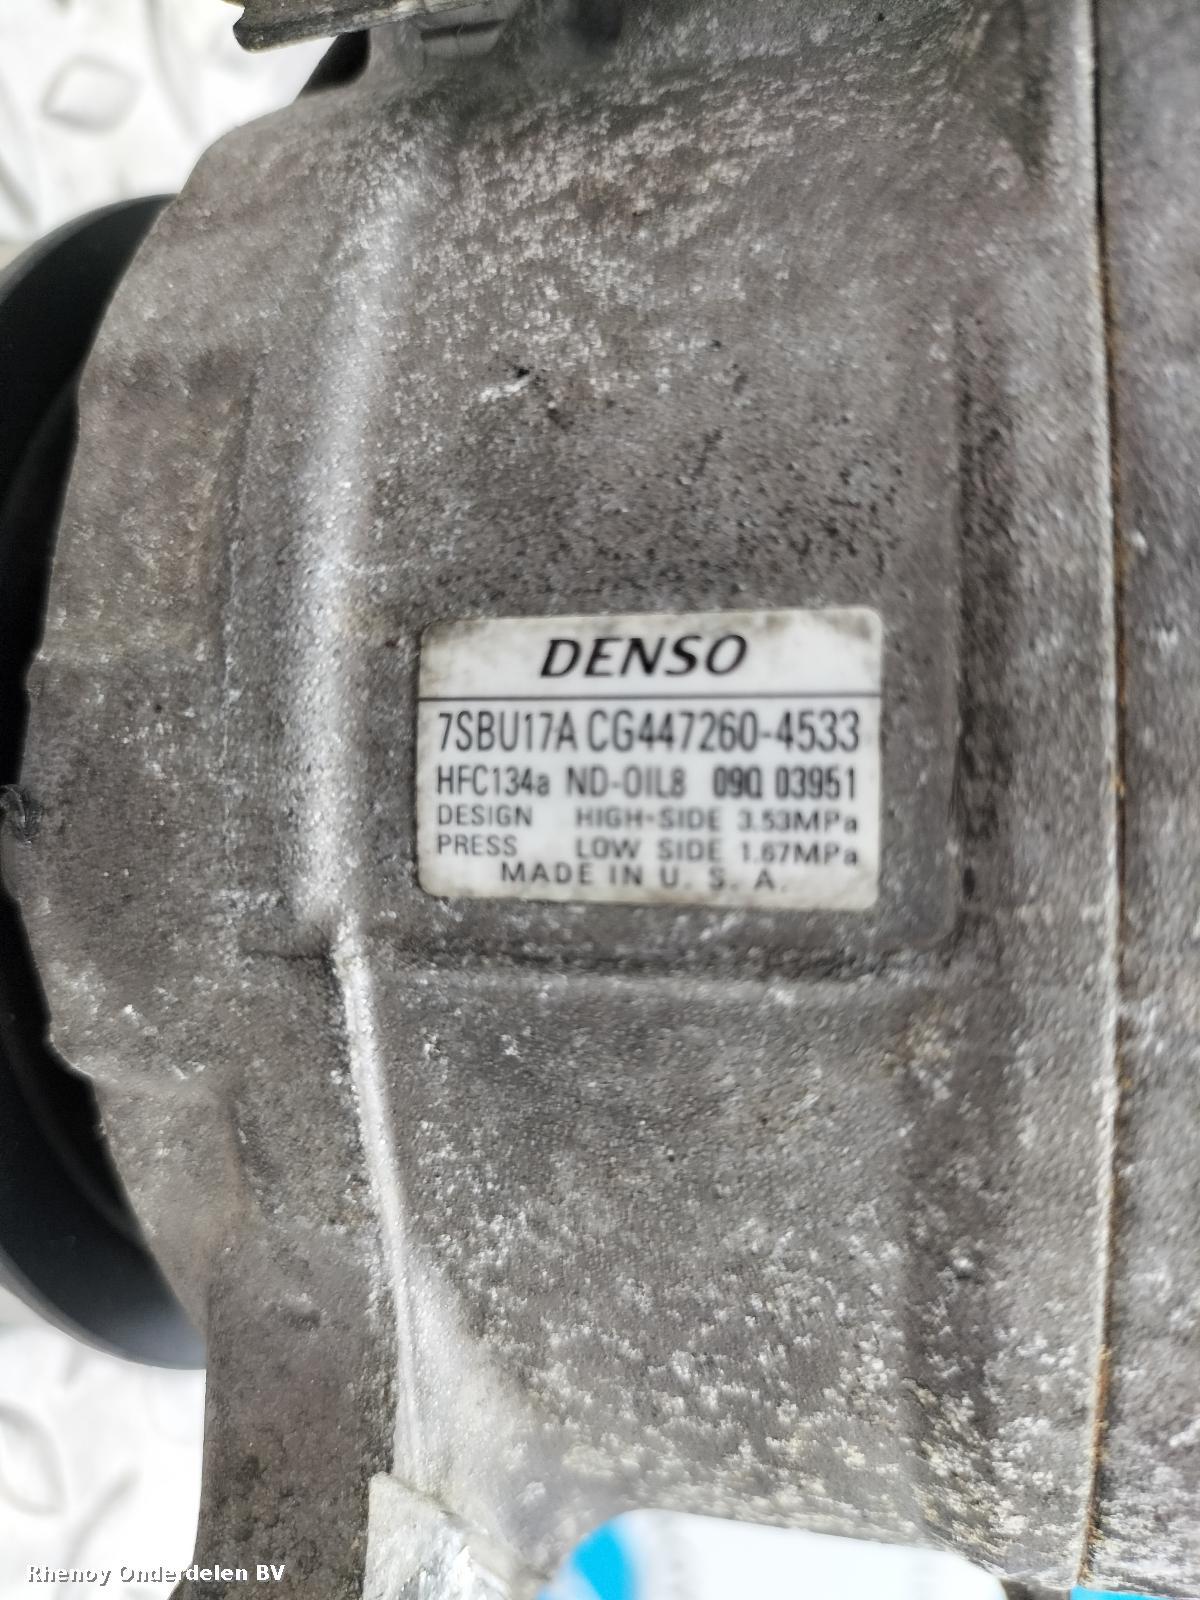 DENSO
7SBU17A CG447260-4533
HFC134a ND-OIL8 09Q 03951
DESIGN HIGH-SIDE 3.53MPa
PRESS LOW SIDE 1.67MPa
MADE IN U. S. A.
Rhenoy Onderdelen BV